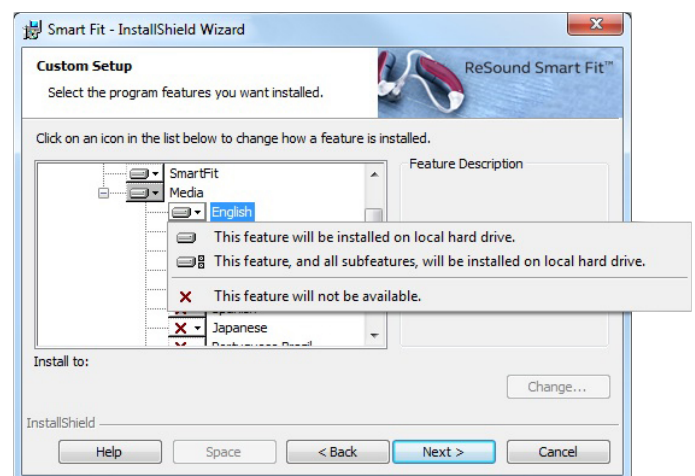 Smart Fit - InstallShield Wizard
Custom Setup
Select the program features you want installed.
ReSound Smart Fit™
Click on an icon in the list below to change how a feature is installed.
Feature Description
SmartFit
Media
English
This feature will be installed on local hard drive.
This feature, and all subfeatures, will be installed on local hard drive.
This feature will not be available.
Japanese
Install to:
Change...
InstallShield
Help
Space
< Back
Next >
Cancel